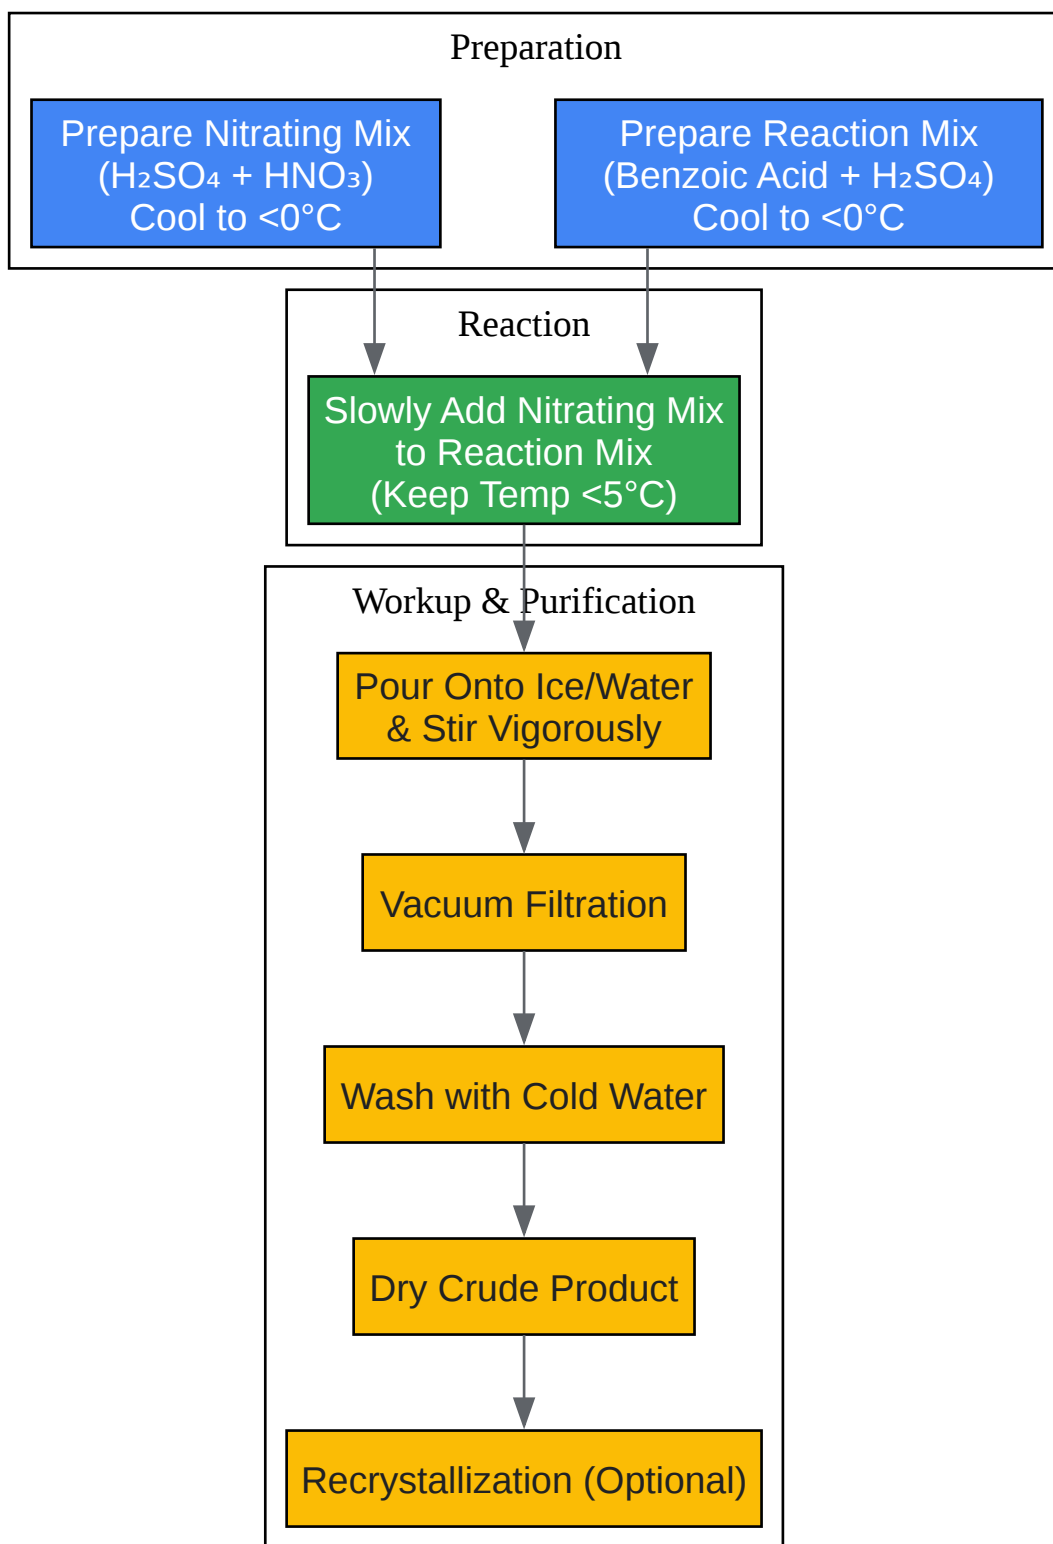 Preparation
Prepare Nitrating Mix
(H₂SO₄ + HNO₃)
Cool to <0°C
Prepare Reaction Mix
(Benzoic Acid + H₂SO₄)
Cool to <0°C
Reaction
Slowly Add Nitrating Mix
to Reaction Mix
(Keep Temp <5°C)
Workup & Purification
Pour Onto Ice/Water
& Stir Vigorously
Vacuum Filtration
Wash with Cold Water
Dry Crude Product
Recrystallization (Optional)